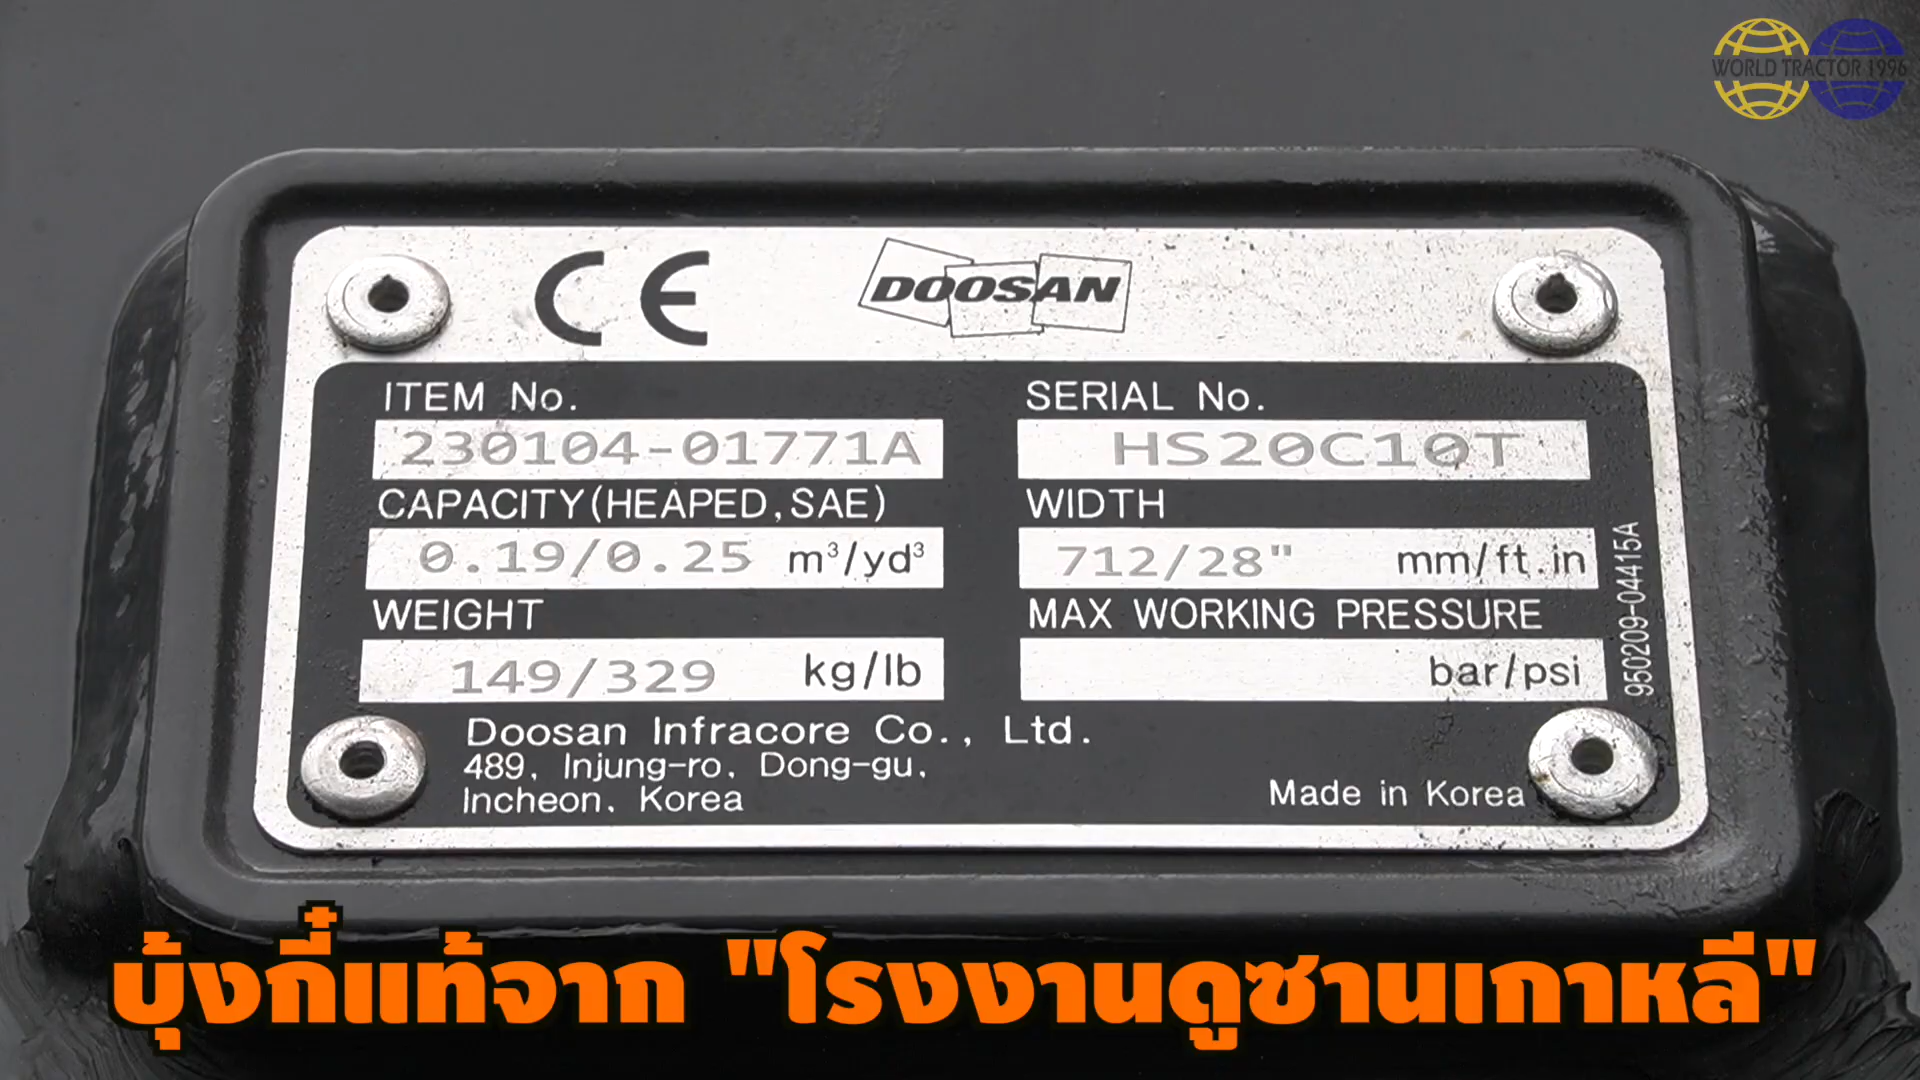 WORLD TRACTOR 1996
CE DOOSAN
ITEM No. SERIAL No.
230104-01771A HS20C10T
CAPACITY(HEAPED,SAE) WIDTH
0.19/0.25 m³/yd³ 712/28" mm/ft.in
WEIGHT MAX WORKING PRESSURE
149/329 kg/lb bar/psi
950209-04415A
Doosan Infracore Co., Ltd.
489, Injung-ro, Dong-gu,
Incheon, Korea
Made in Korea
บุ้งกี๋แท้จาก "โรงงานดูซานเกาหลี"